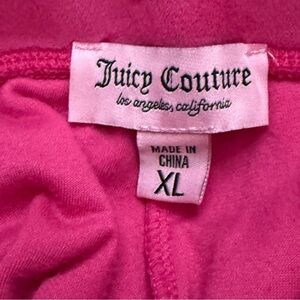 Juicy Couture
los angeles, california
MADE IN
CHINA
XL